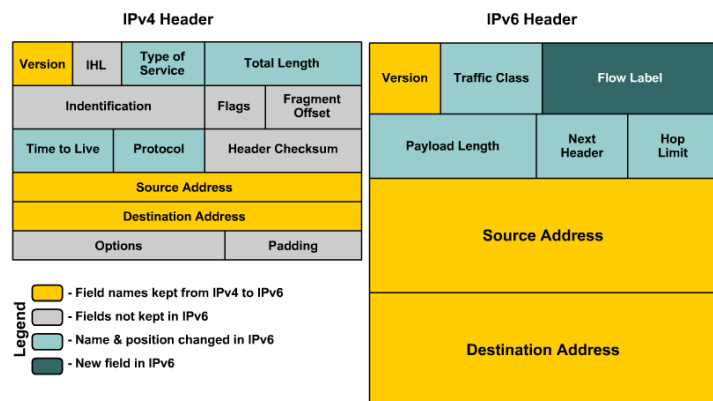 IPv4 Header
Version
IHL
Type of
Service
Total Length
Indentification
Flags
Fragment
Offset
Time to Live
Protocol
Header Checksum
Source Address
Destination Address
Options
Padding
Legend
- Field names kept from IPv4 to IPv6
- Fields not kept in IPv6
- Name & position changed in IPv6
- New field in IPv6
IPv6 Header
Version
Traffic Class
Flow Label
Payload Length
Next
Header
Hop
Limit
Source Address
Destination Address